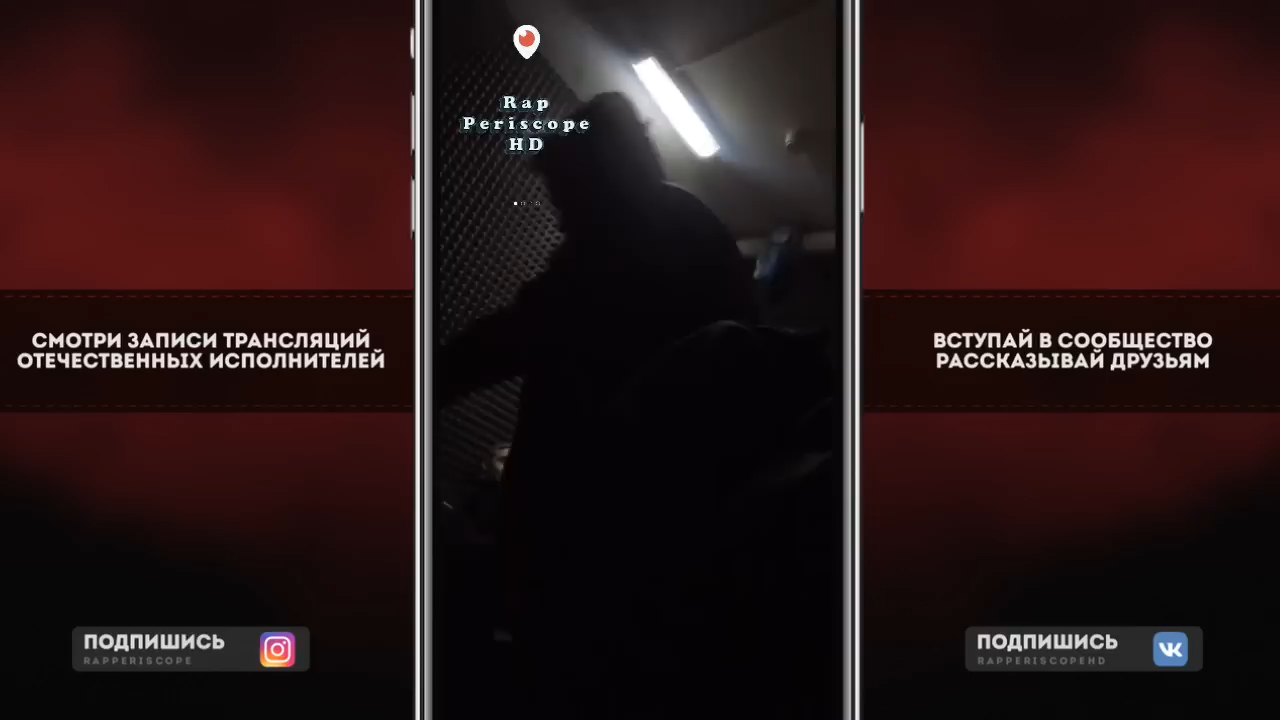 Rap
Periscope
HD
СМОТРИ ЗАПИСИ ТРАНСЛЯЦИЙ
ОТЕЧЕСТВЕННЫХ ИСПОЛНИТЕЛЕЙ
ВСТУПАЙ В СООБЩЕСТВО
РАССКАЗЫВАЙ ДРУЗЬЯМ
ПОДПИШИСЬ
RAPPERISCOPE
ПОДПИШИСЬ
RAPPERISCOPEHD